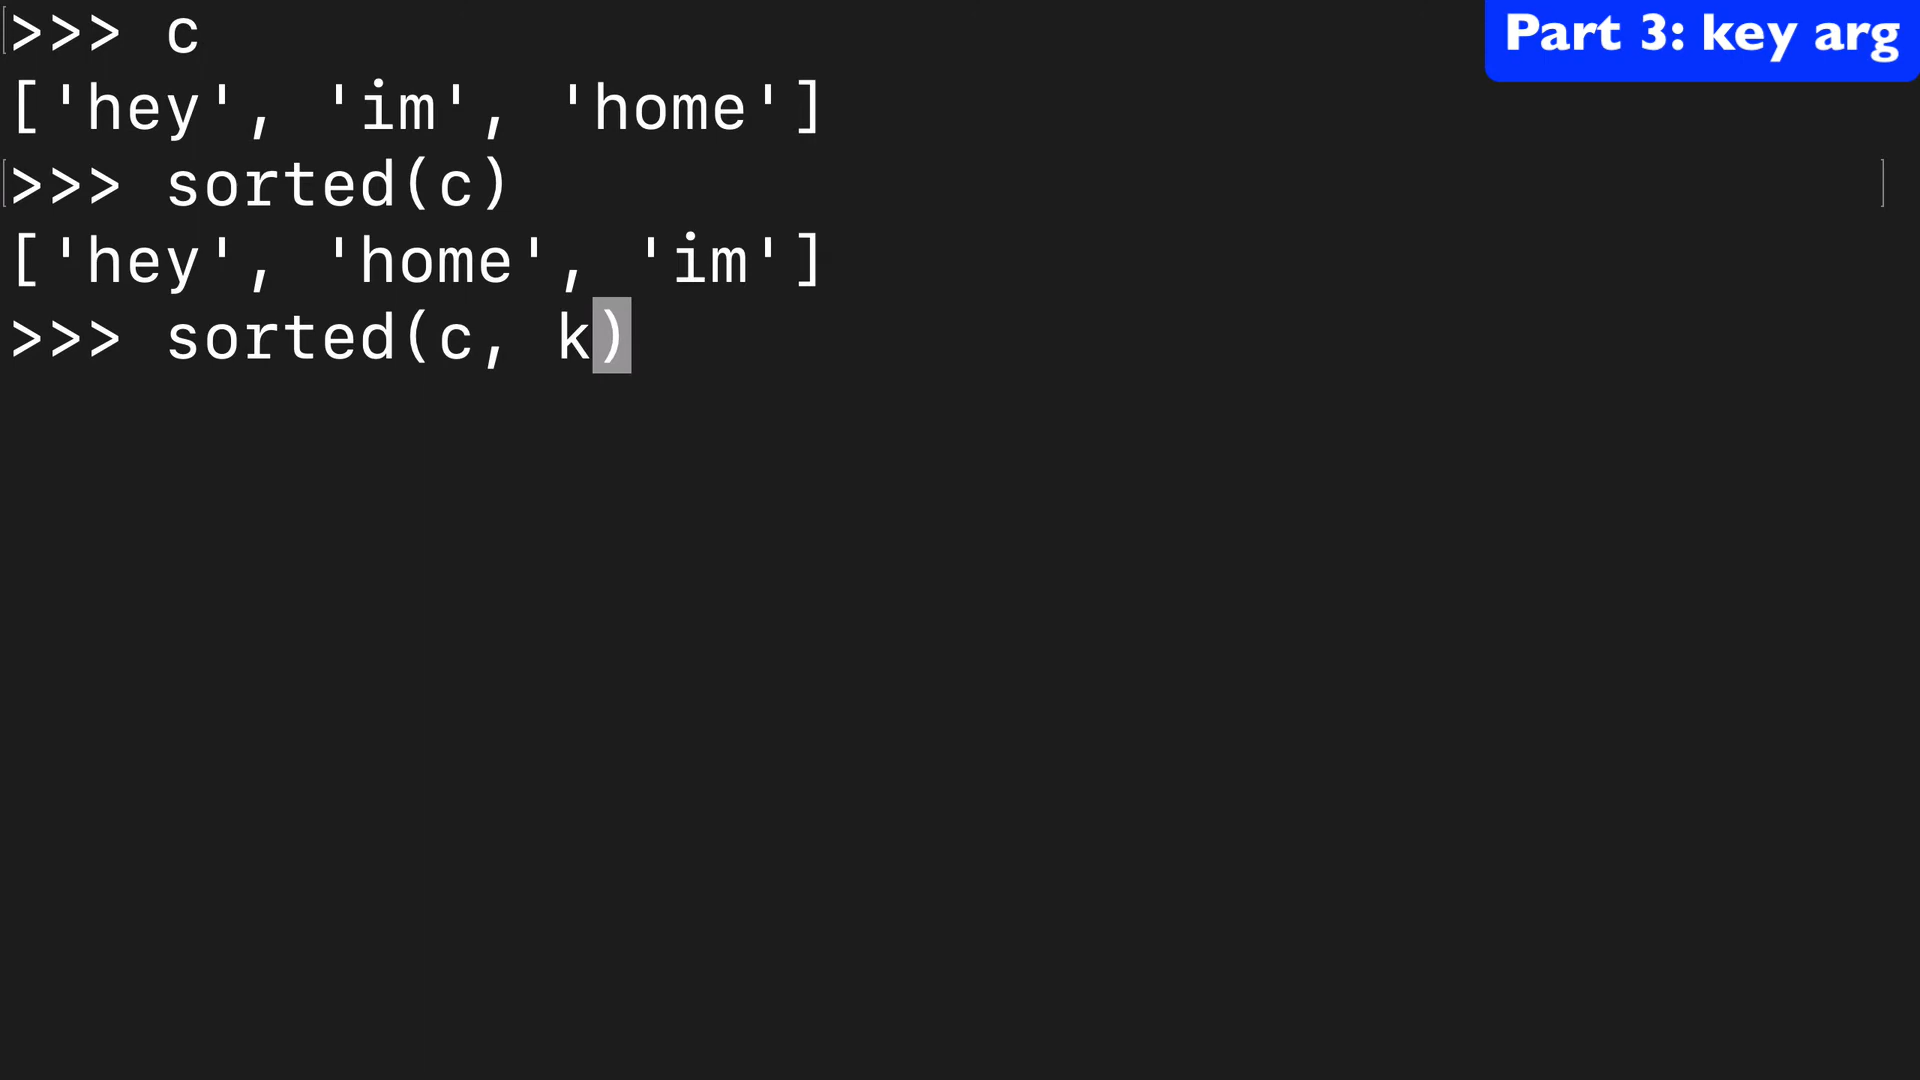 >>> c
Part 3: key arg
['hey', 'im', 'home']
>>> sorted(c)
['hey', 'home', 'im']
>>> sorted(c, k)